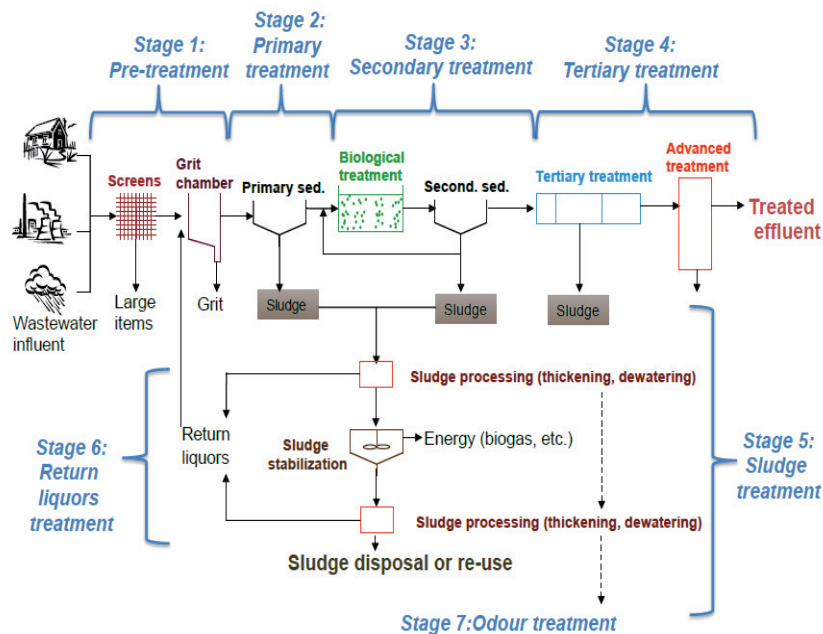 Stage 1:
Pre-treatment
Stage 2:
Primary
treatment
Stage 3:
Secondary treatment
Stage 4:
Tertiary treatment
Screens
Grit
chamber
Primary sed.
Biological
treatment
Second. sed.
Tertiary treatment
Advanced
treatment
Treated
effluent
Wastewater
influent
Large
items
Grit
Sludge
Sludge
Sludge
Sludge processing (thickening, dewatering)
Stage 6:
Return
liquors
treatment
Return
liquors
Sludge
stabilization
Energy (biogas, etc.)
Stage 5:
Sludge
treatment
Sludge processing (thickening, dewatering)
Sludge disposal or re-use
Stage 7:Odour treatment